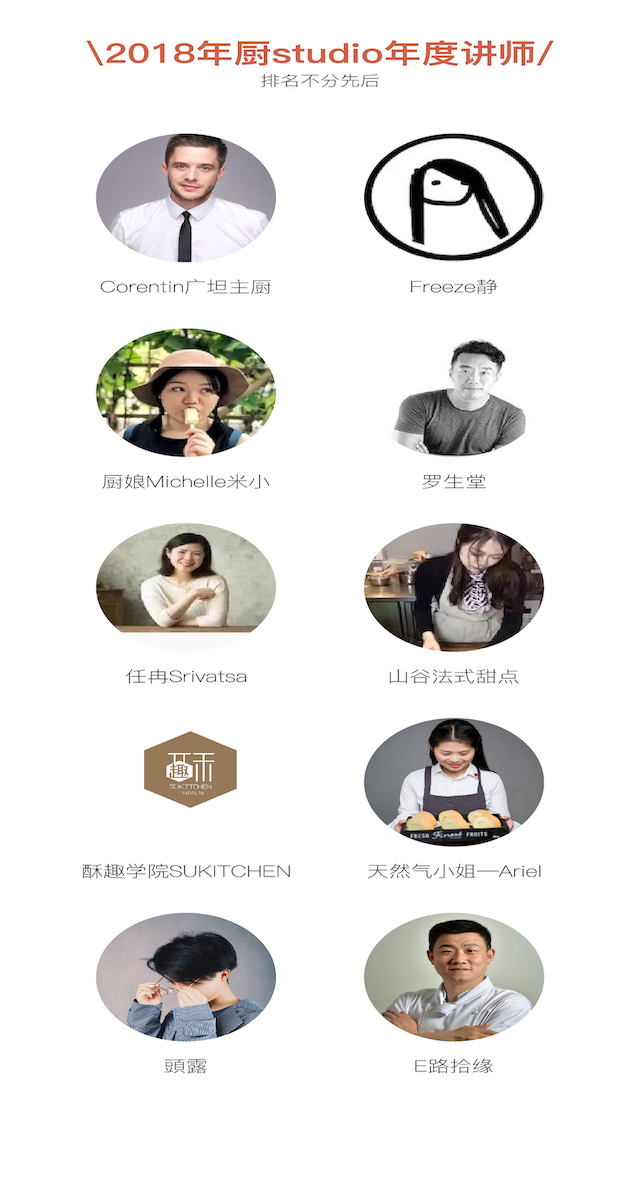 \2018年厨studio年度讲师/
排名不分先后
Corentin广坦主厨
Freeze静
厨娘Michelle米小
罗生堂
任冉Srivatsa
山谷法式甜点
趣
SUKITCHEN
FRESH Finest FRUITS
酥趣学院SUKITCHEN
天然气小姐—Ariel
頭露
E路拾缘